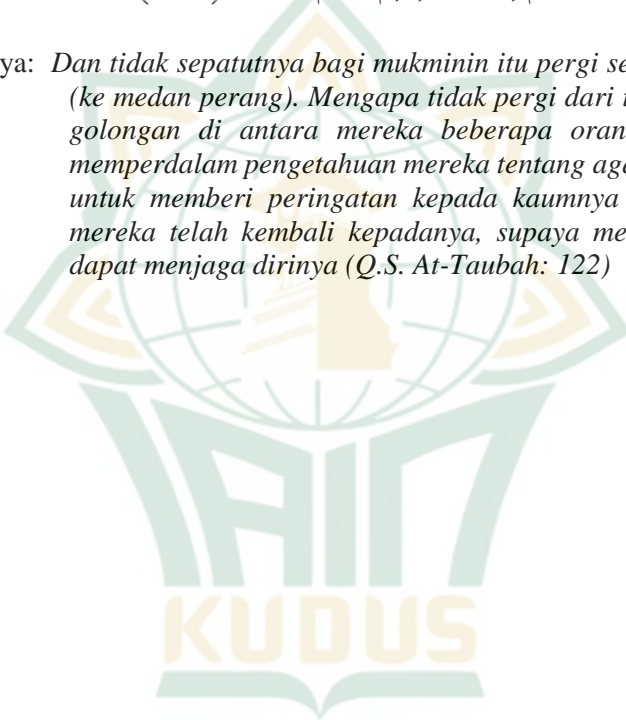 ya: Dan tidak sepatutnya bagi mukminin itu pergi se
(ke medan perang). Mengapa tidak pergi dari t
golongan di antara mereka beberapa oran
memperdalam pengetahuan mereka tentang aga
untuk memberi peringatan kepada kaumnya
mereka telah kembali kepadanya, supaya me
dapat menjaga dirinya (Q.S. At-Taubah: 122)
IAIN
KUDUS